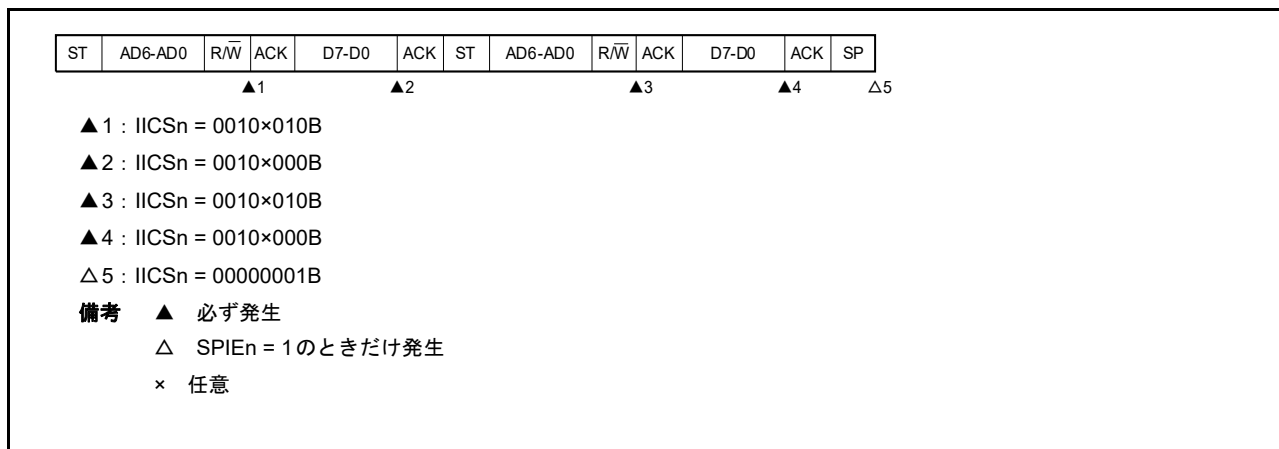 ST AD6-AD0 R/W̅ ACK D7-D0 ACK ST AD6-AD0 R/W̅ ACK D7-D0 ACK SP
▲1 ▲2 ▲3 ▲4 △5
▲1：IICSn = 0010×010B
▲2：IICSn = 0010×000B
▲3：IICSn = 0010×010B
▲4：IICSn = 0010×000B
△5：IICSn = 00000001B
備考 ▲ 必ず発生
△ SPIEn = 1のときだけ発生
× 任意